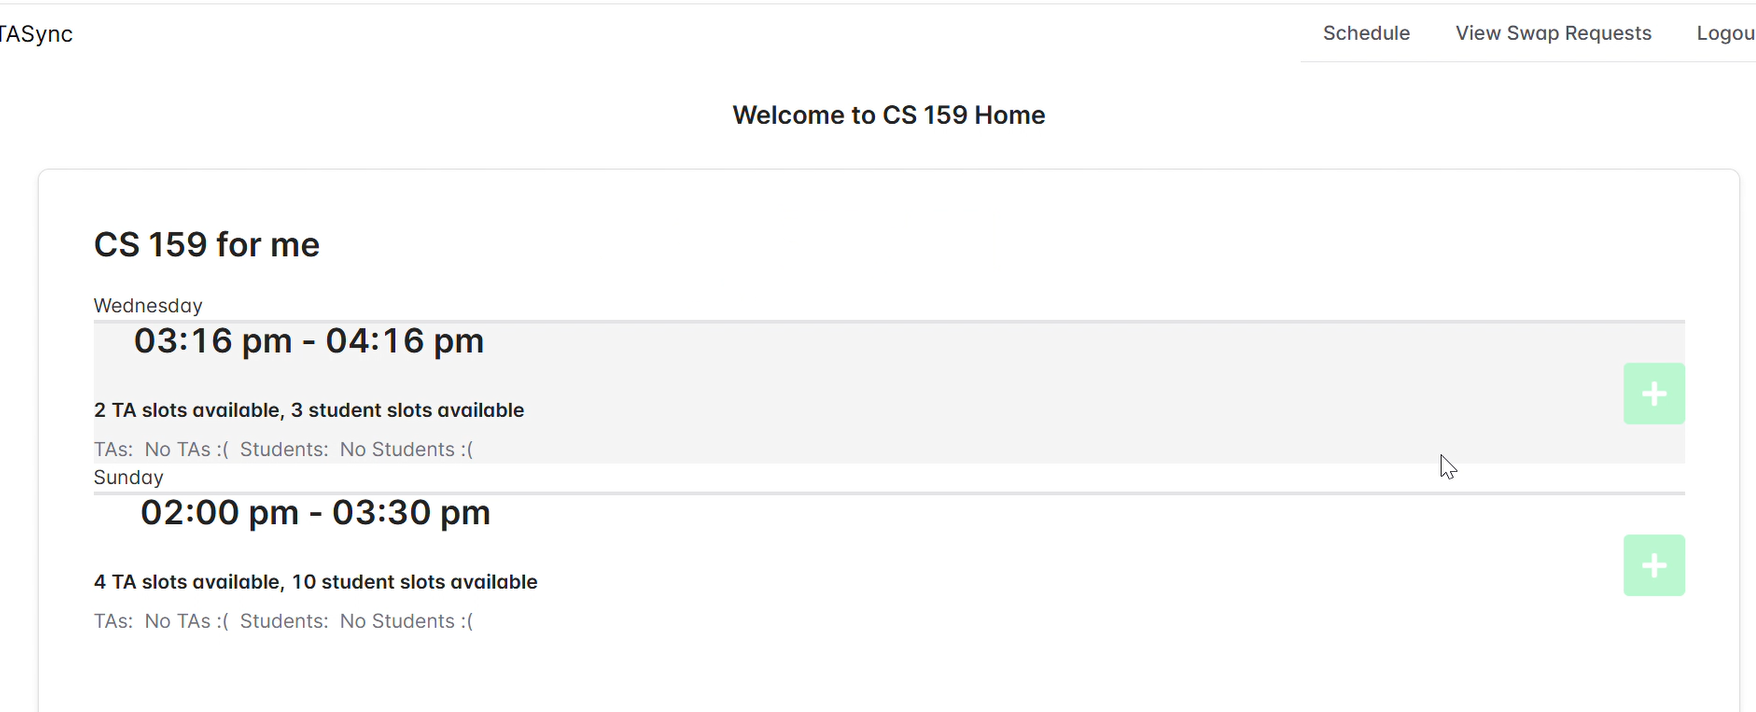 TASync
Schedule View Swap Requests Logou
Welcome to CS 159 Home
CS 159 for me
Wednesday
03:16 pm - 04:16 pm
2 TA slots available, 3 student slots available
TAs: No TAs :( Students: No Students :(
Sunday
02:00 pm - 03:30 pm
4 TA slots available, 10 student slots available
TAs: No TAs :( Students: No Students :(